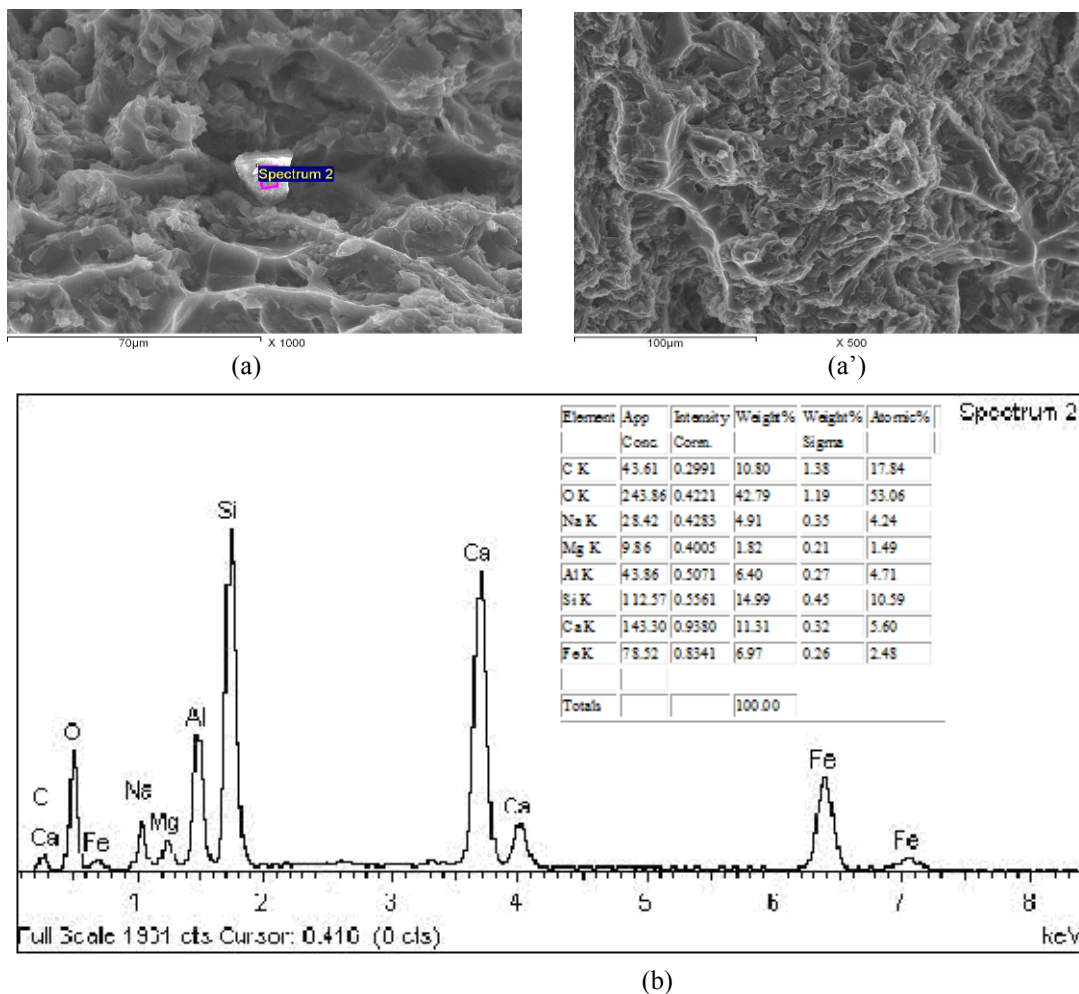 Spectrum 2
70µm X 1000
100µm X 500
(a) (a’)
Spectrum 2
Element App Intensity Weight% Weight% Atomic%
Conc. Corrn. Sigma
C K 43.61 0.2991 10.80 1.38 17.84
O K 243.86 0.4221 42.79 1.19 53.06
Na K 28.42 0.4283 4.91 0.35 4.24
Mg K 9.86 0.4005 1.82 0.21 1.49
Al K 43.86 0.5071 6.40 0.27 4.71
Si K 112.57 0.5561 14.99 0.45 10.59
Ca K 143.30 0.9380 11.31 0.32 5.60
Fe K 78.52 0.8341 6.97 0.26 2.48
Totals 100.00
Si
Ca
O Al
C Na Mg Ca Fe
Ca Fe Fe
1 2 3 4 5 6 7 8
Full Scale 1931 cts Cursor: 0.410 (0 cts) keV
(b)